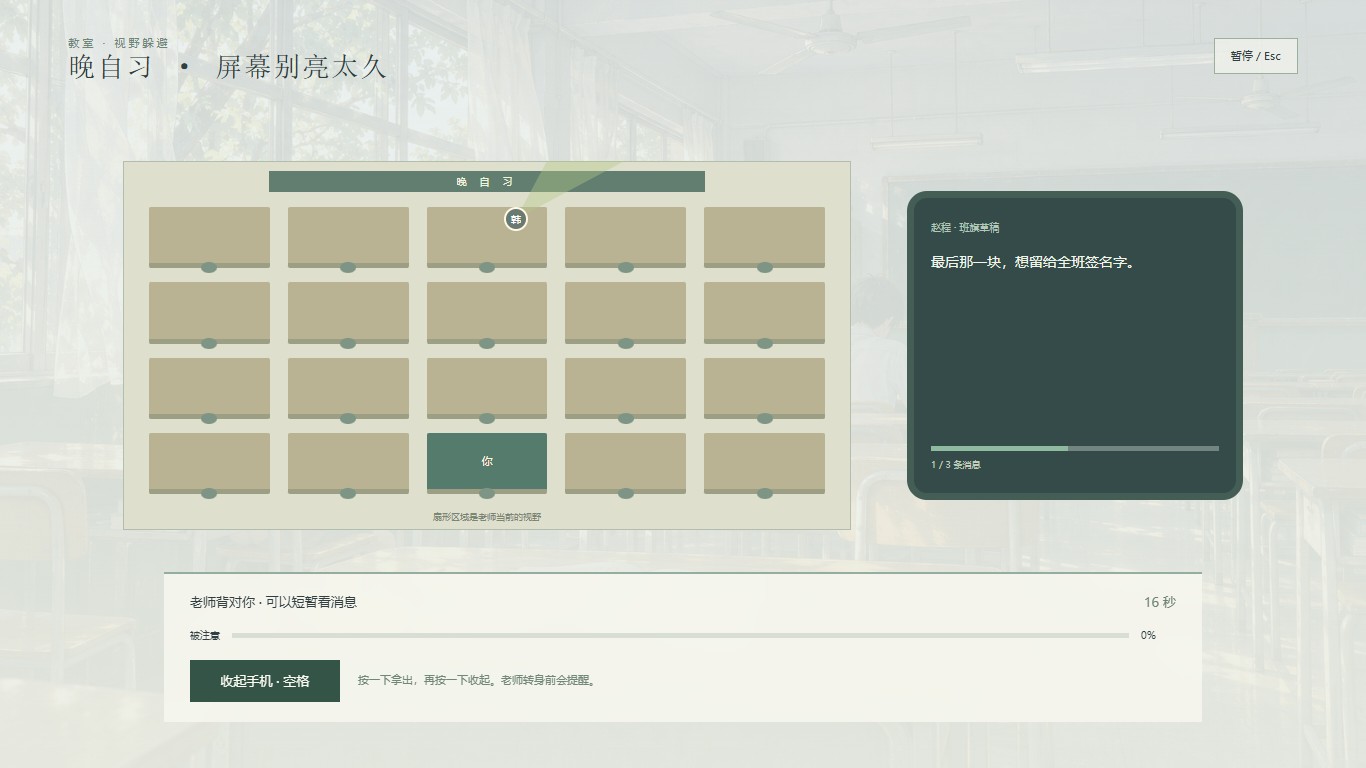 教室 · 视野躲避
晚自习 · 屏幕别亮太久
暂停 / Esc
晚 自 习
韩
你
扇形区域是老师当前的视野
赵程 · 班旗草稿
最后那一块，想留给全班签名字。
1 / 3 条消息
老师背对你 · 可以短暂看消息
16 秒
被注意
0%
收起手机 · 空格
按一下拿出，再按一下收起。老师转身前会提醒。